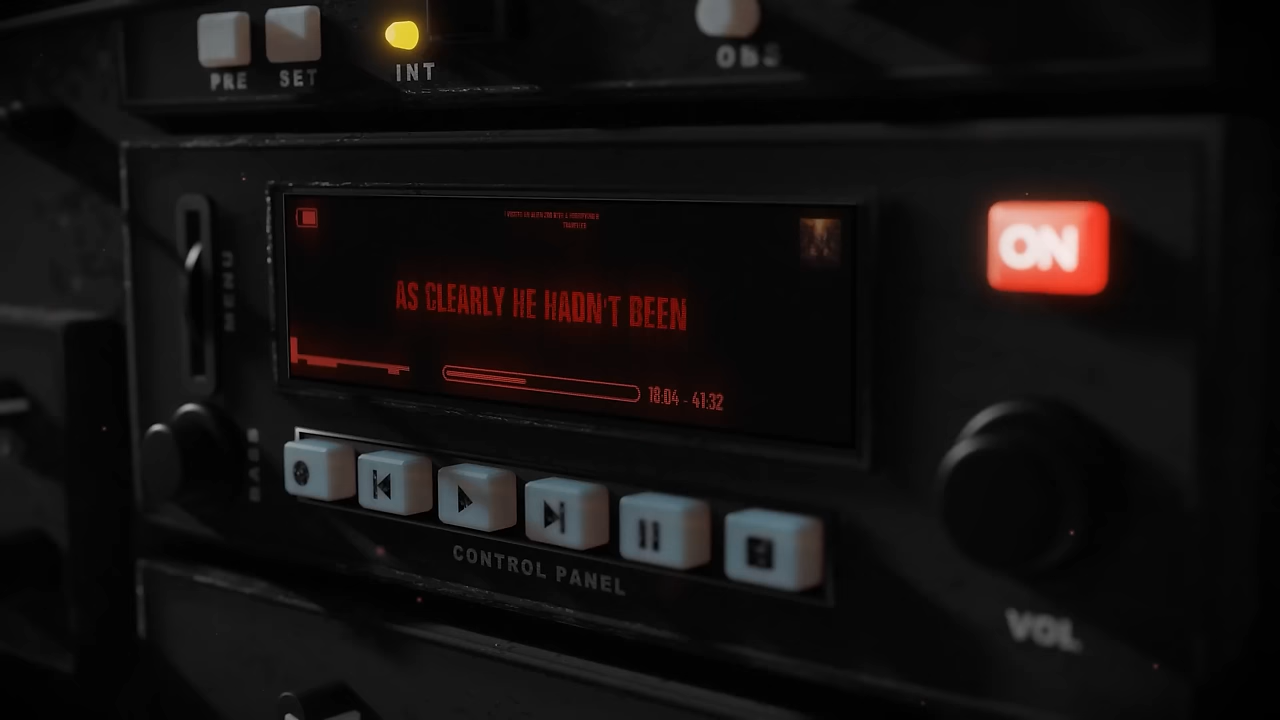 PRE SET INT OBS
MENU
ON
AS CLEARLY HE HADN'T BEEN
18:04 - 41:32
BASS
CONTROL PANEL
VOL